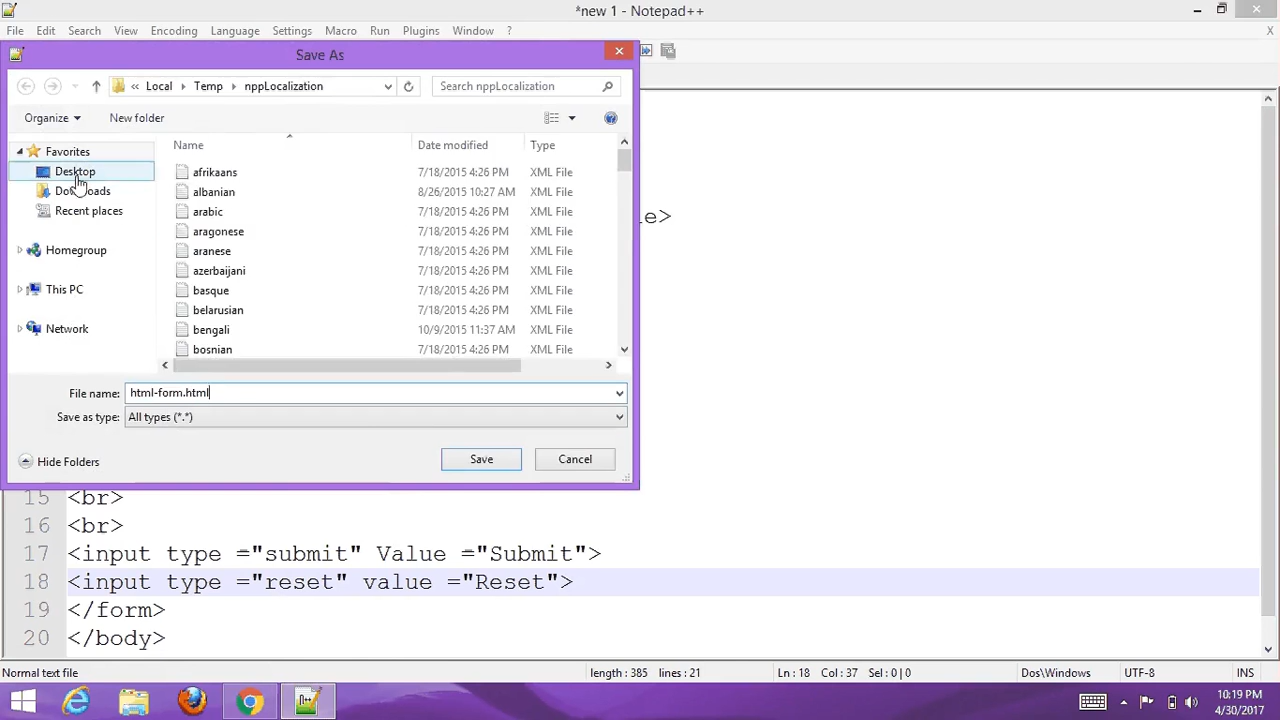 *new 1 - Notepad++
File Edit Search View Encoding Language Settings Macro Run Plugins Window ? X
Save As
« Local Temp nppLocalization Search nppLocalization
Organize New folder
Favorites
Desktop
Downloads
Recent places
Homegroup
This PC
Network
Name Date modified Type
afrikaans 7/18/2015 4:26 PM XML File
albanian 8/26/2015 10:27 AM XML File
arabic 7/18/2015 4:26 PM XML File
aragonese 7/18/2015 4:26 PM XML File
aranese 7/18/2015 4:26 PM XML File
azerbaijani 7/18/2015 4:26 PM XML File
basque 7/18/2015 4:26 PM XML File
belarusian 7/18/2015 4:26 PM XML File
bengali 10/9/2015 11:37 AM XML File
bosnian 7/18/2015 4:26 PM XML File
File name: html-form.html
Save as type: All types (*.*)
Hide Folders Save Cancel
le>
15 <br>
16 <br>
17 <input type ="submit" Value ="Submit">
18 <input type ="reset" value ="Reset">
19 </form>
20 </body>
Normal text file length : 385 lines : 21 Ln : 18 Col : 37 Sel : 0 | 0 Dos\Windows UTF-8 INS
10:19 PM
4/30/2017